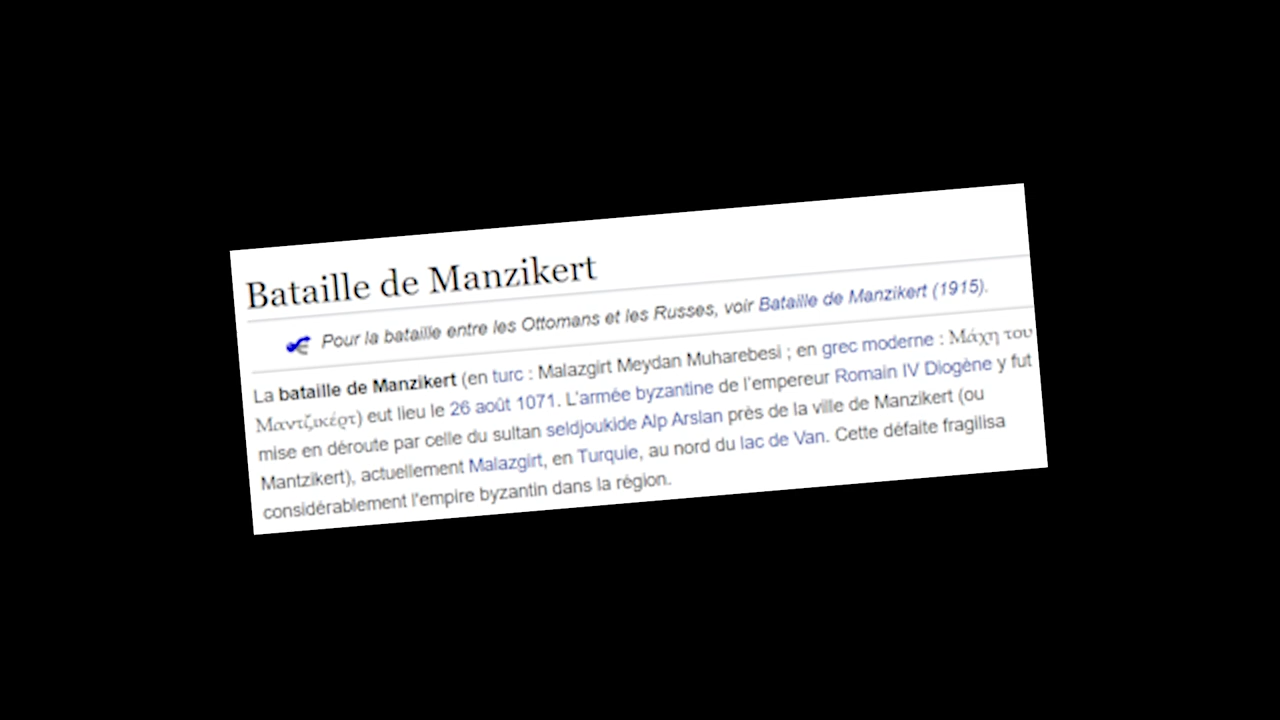 Bataille de Manzikert
Pour la bataille entre les Ottomans et les Russes, voir Bataille de Manzikert (1915).
La bataille de Manzikert (en turc : Malazgirt Meydan Muharebesi ; en grec moderne : Μάχη του
Μαντζικέρτ) eut lieu le 26 août 1071. L'armée byzantine de l'empereur Romain IV Diogène y fut
mise en déroute par celle du sultan seldjoukide Alp Arslan près de la ville de Manzikert (ou
Mantzikert), actuellement Malazgirt, en Turquie, au nord du lac de Van. Cette défaite fragilisa
considérablement l'empire byzantin dans la région.